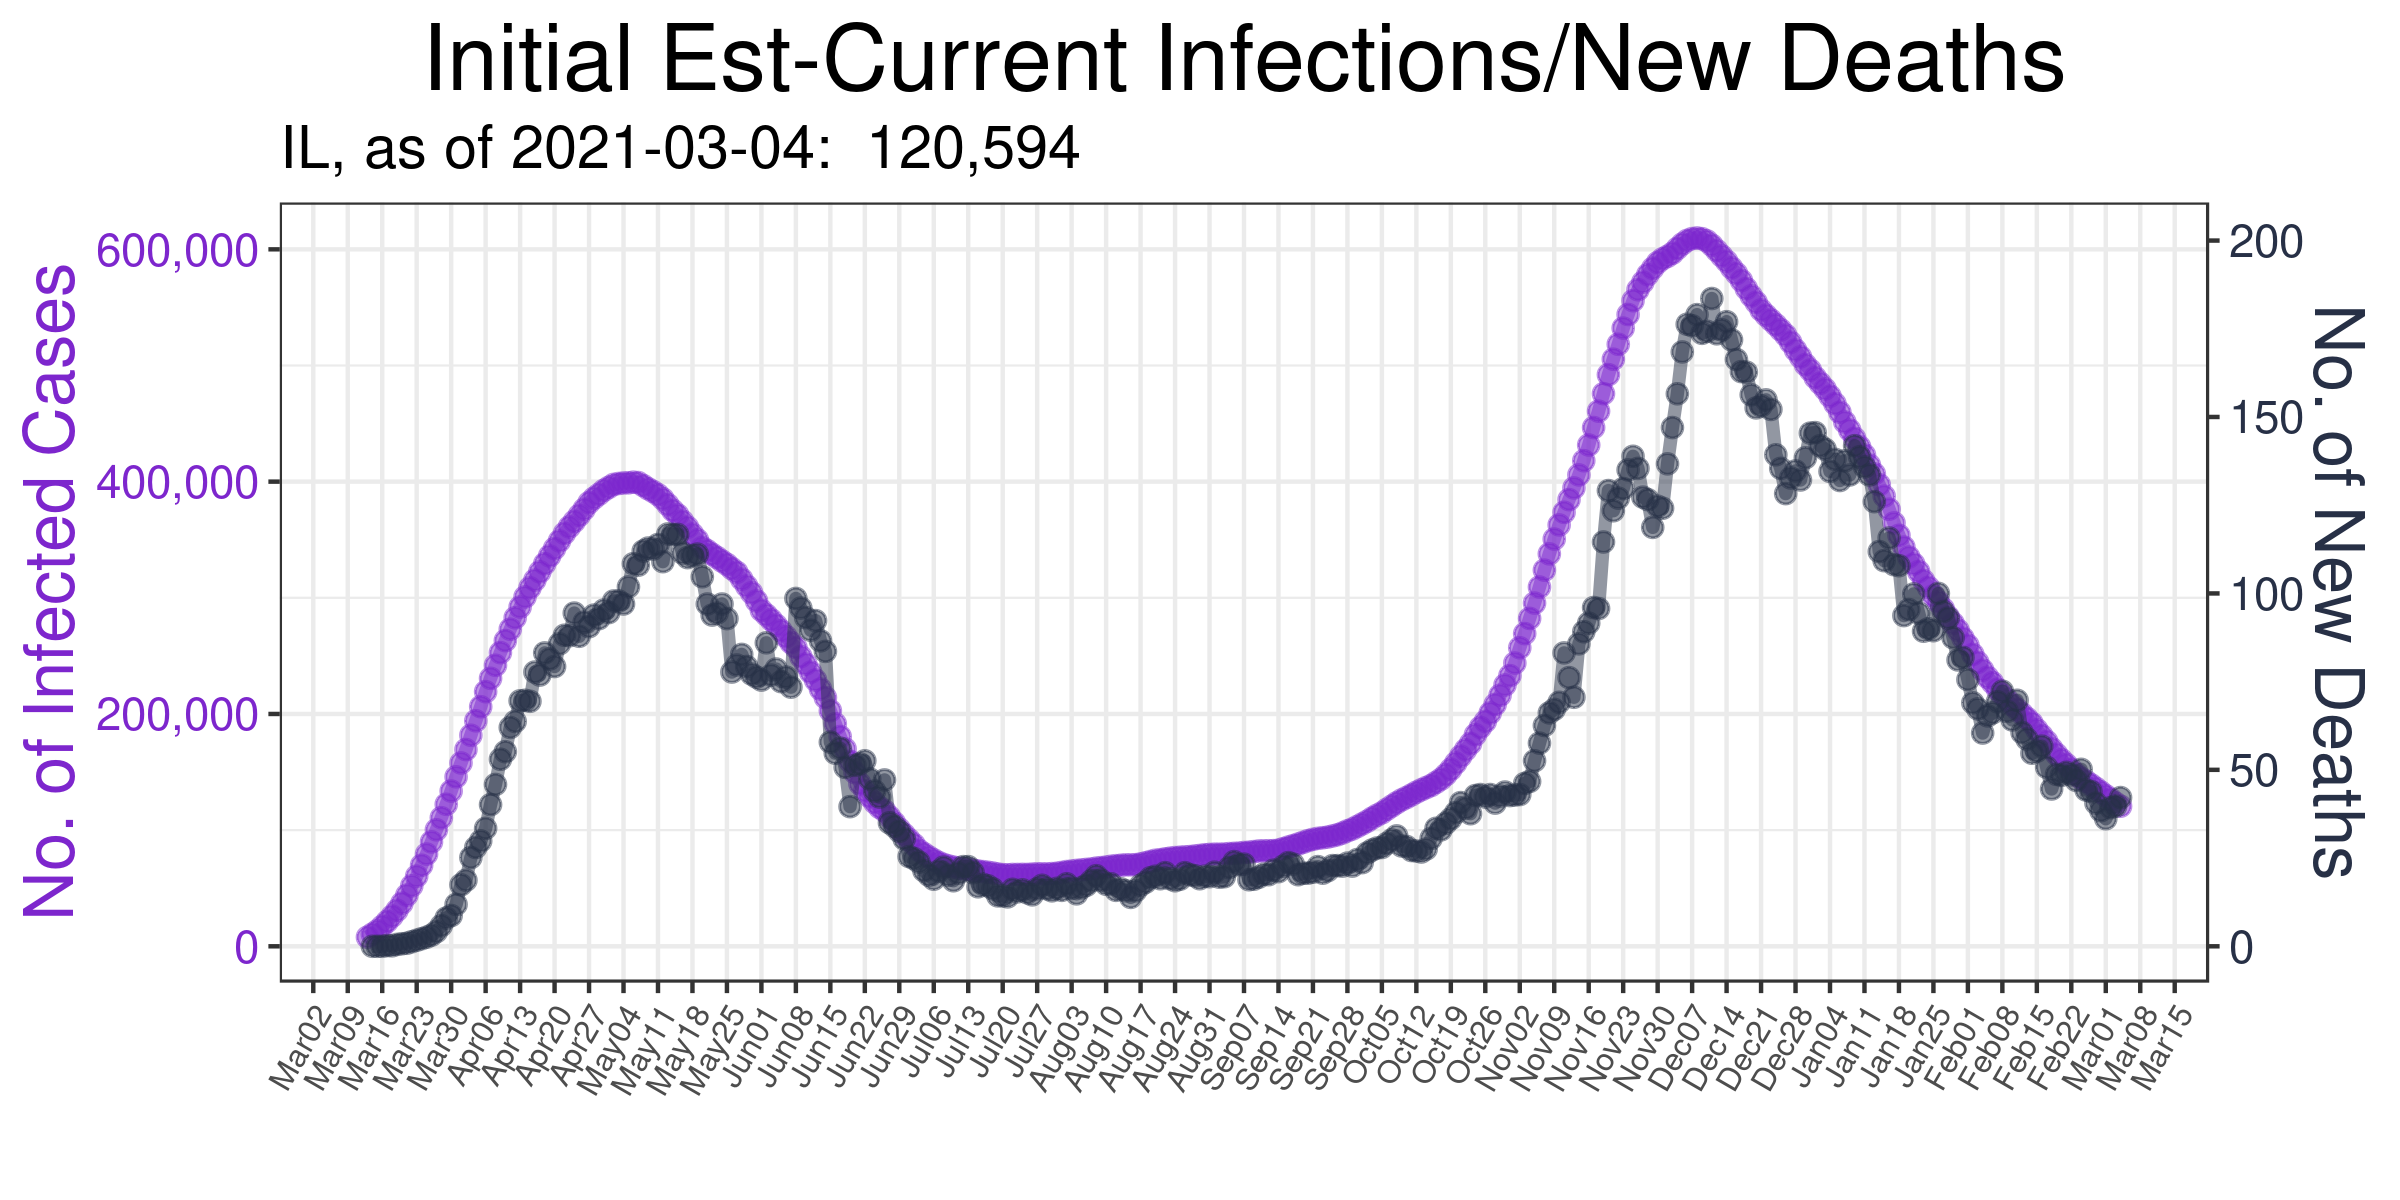 Initial Est-Current Infections/New Deaths
IL, as of 2021-03-04:  120,594
No. of Infected Cases
600,000
400,000
200,000
0
200
150
100
50
0
No. of New Deaths
Mar02
Mar09
Mar16
Mar23
Mar30
Apr06
Apr13
Apr20
Apr27
May04
May11
May18
May25
Jun01
Jun08
Jun15
Jun22
Jun29
Jul06
Jul13
Jul20
Jul27
Aug03
Aug10
Aug17
Aug24
Aug31
Sep07
Sep14
Sep21
Sep28
Oct05
Oct12
Oct19
Oct26
Nov02
Nov09
Nov16
Nov23
Nov30
Dec07
Dec14
Dec21
Dec28
Jan04
Jan11
Jan18
Jan25
Feb01
Feb08
Feb15
Feb22
Mar01
Mar08
Mar15